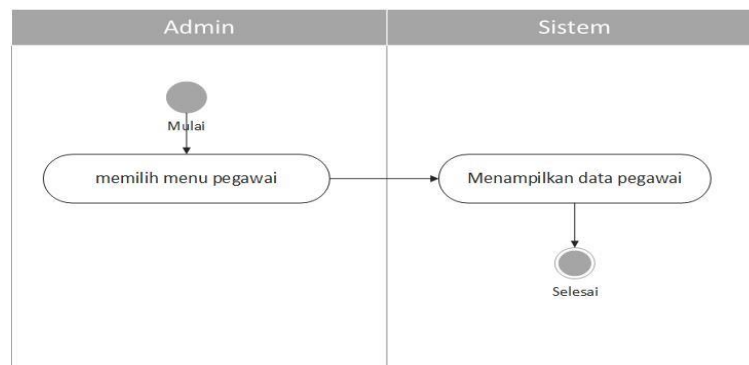 Admin
Sistem
Mulai
memilih menu pegawai
Menampilkan data pegawai
Selesai